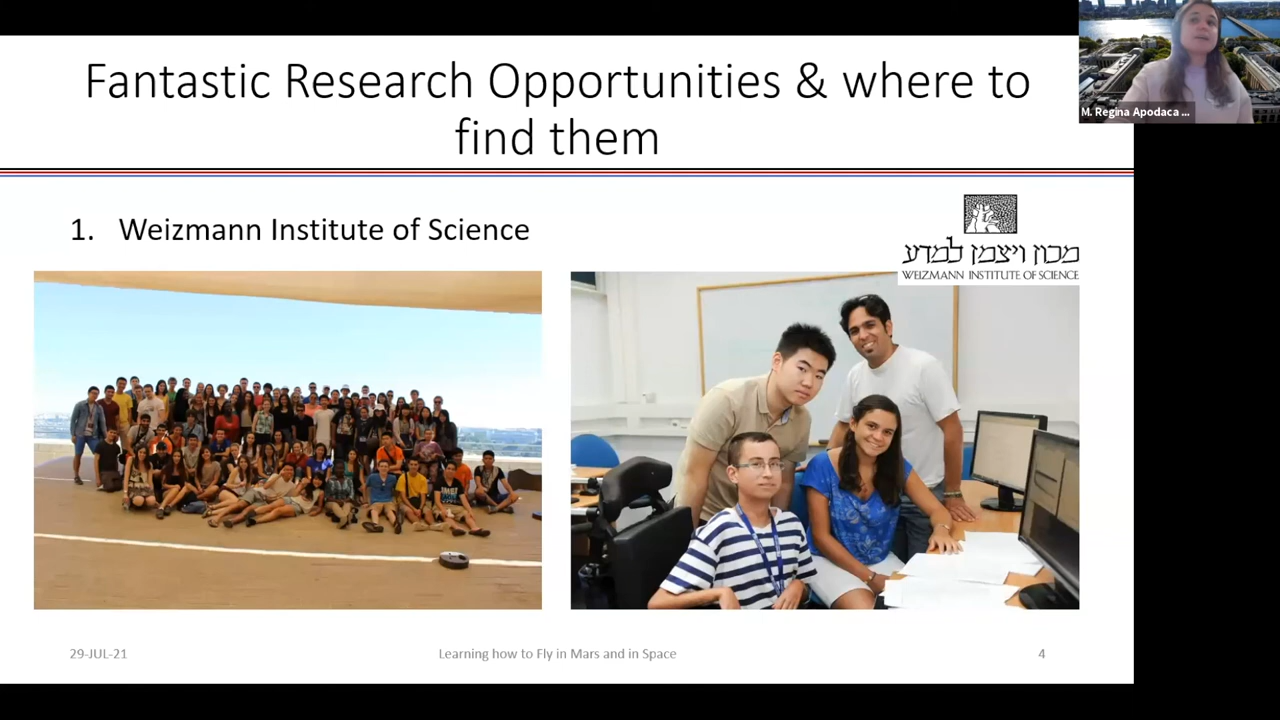 Fantastic Research Opportunities & where to
find them
M. Regina Apodaca ...
1. Weizmann Institute of Science
מכון ויצמן למדע
WEIZMANN INSTITUTE OF SCIENCE
29-JUL-21
Learning how to Fly in Mars and in Space
4